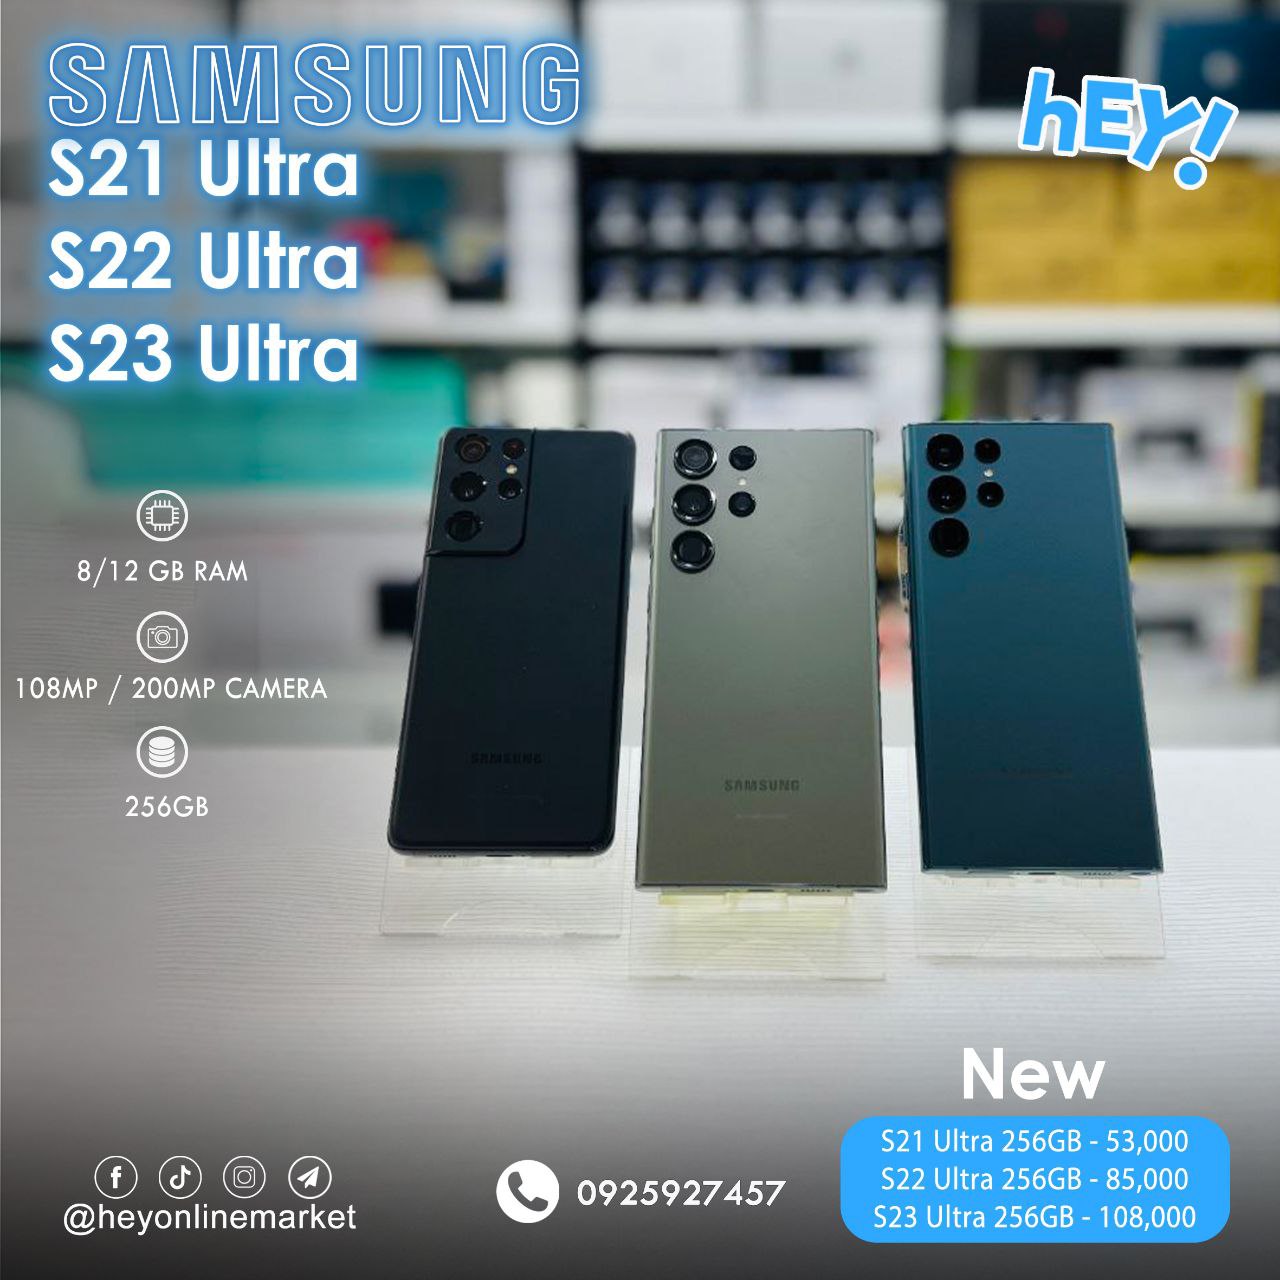 SAMSUNG
S21 Ultra
S22 Ultra
S23 Ultra
hEY!
8/12 GB RAM
108MP / 200MP CAMERA
256GB
SAMSUNG
SAMSUNG
New
S21 Ultra 256GB - 53,000
S22 Ultra 256GB - 85,000
S23 Ultra 256GB - 108,000
@heyonlinemarket
0925927457